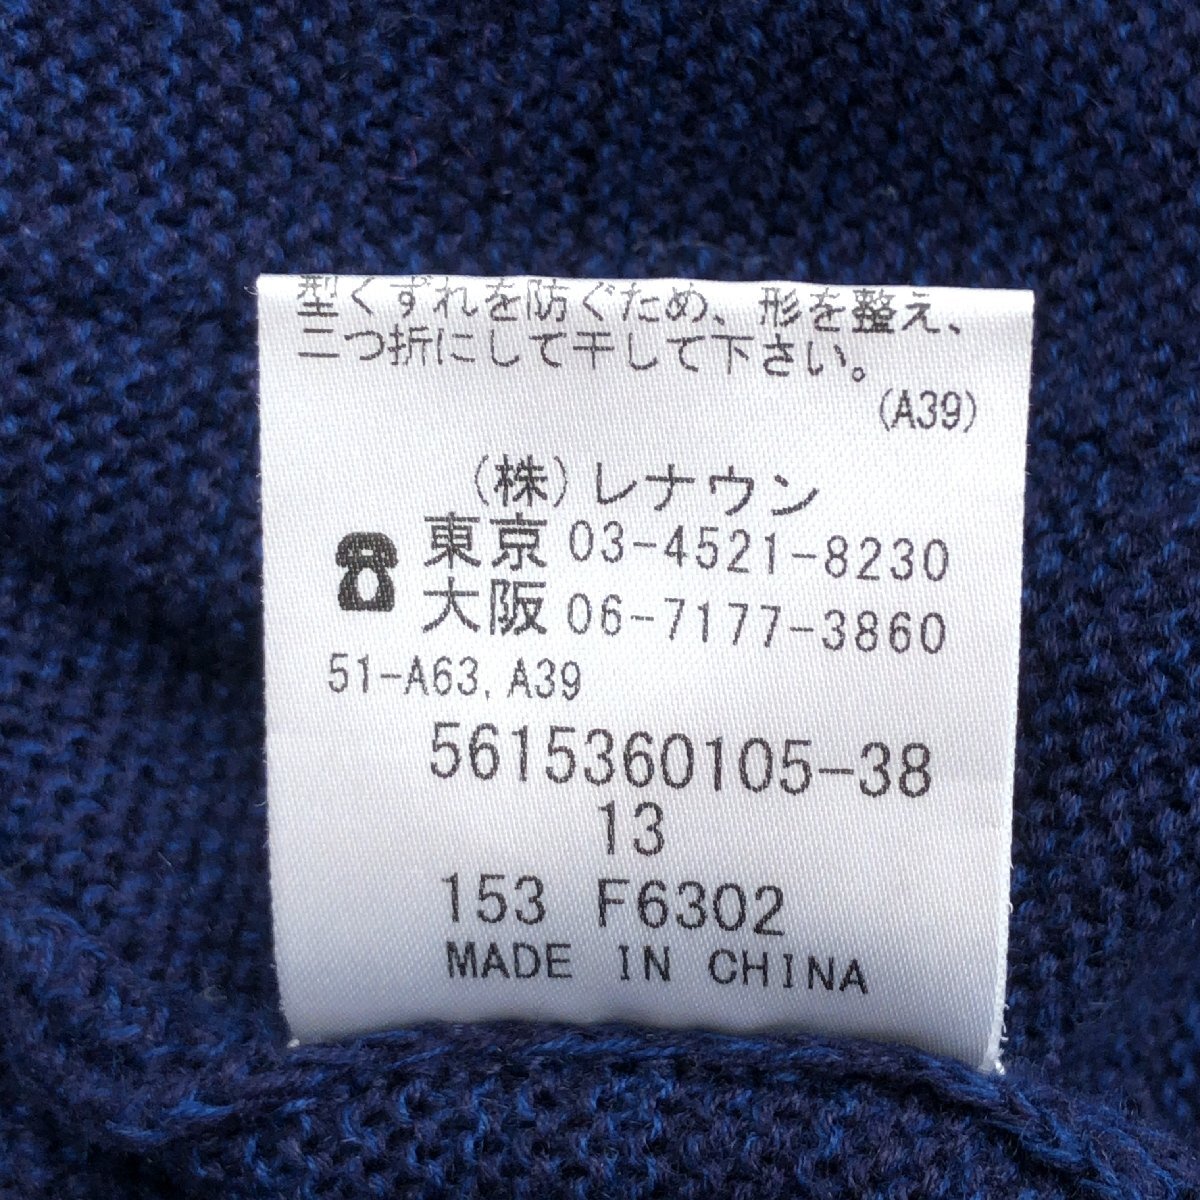 型くずれを防ぐため、形を整え、
二つ折にして干して下さい。
(A39)
(株)レナウン
東京 03-4521-8230
大阪 06-7177-3860
51-A63, A39
5615360105-38
13
153 F6302
MADE IN CHINA